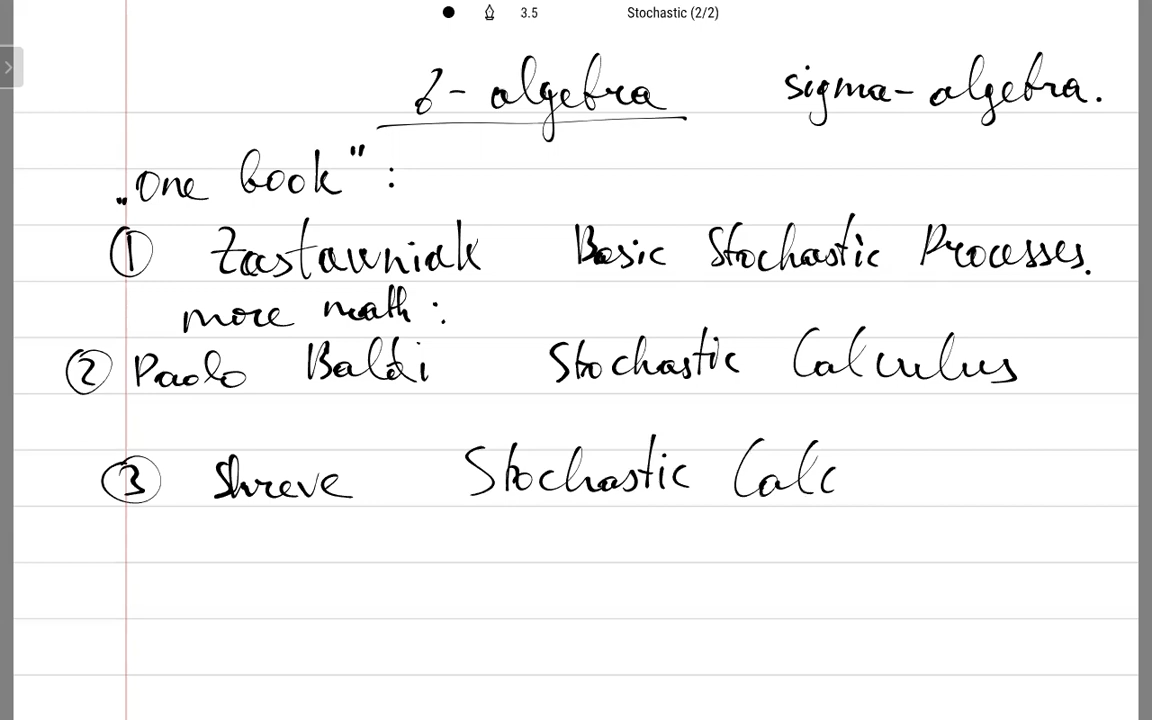 3.5 Stochastic (2/2)
σ-algebra sigma-algebra.
„one book":
① Zastawniak Basic Stochastic Processes.
more math:
② Paolo Baldi Stochastic Calculus
③ Shreve Stochastic Calc